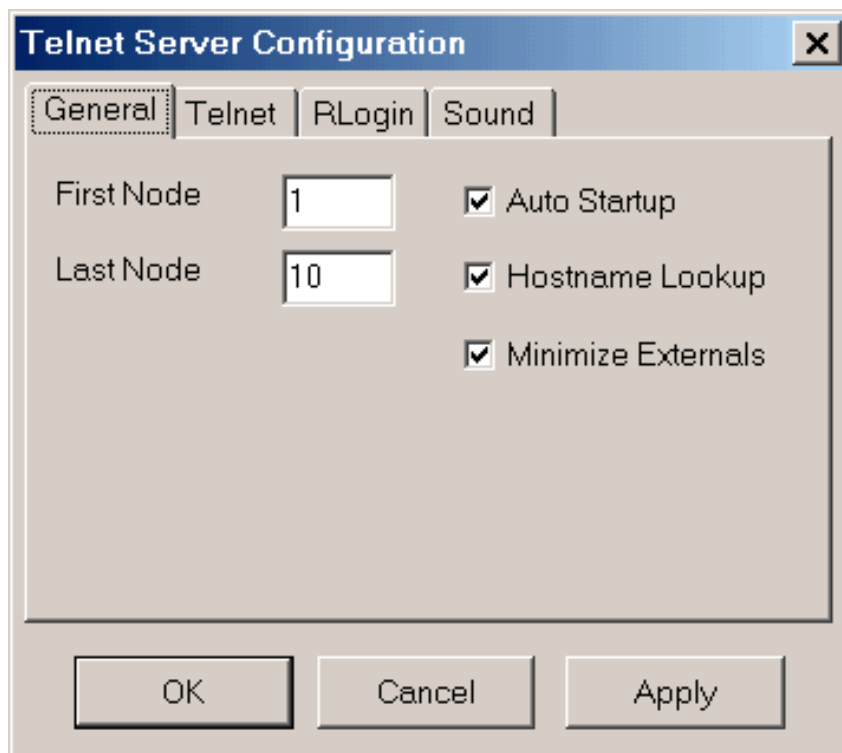 Telnet Server Configuration
General Telnet RLogin Sound
First Node 1 Auto Startup
Last Node 10 Hostname Lookup
Minimize Externals
OK Cancel Apply